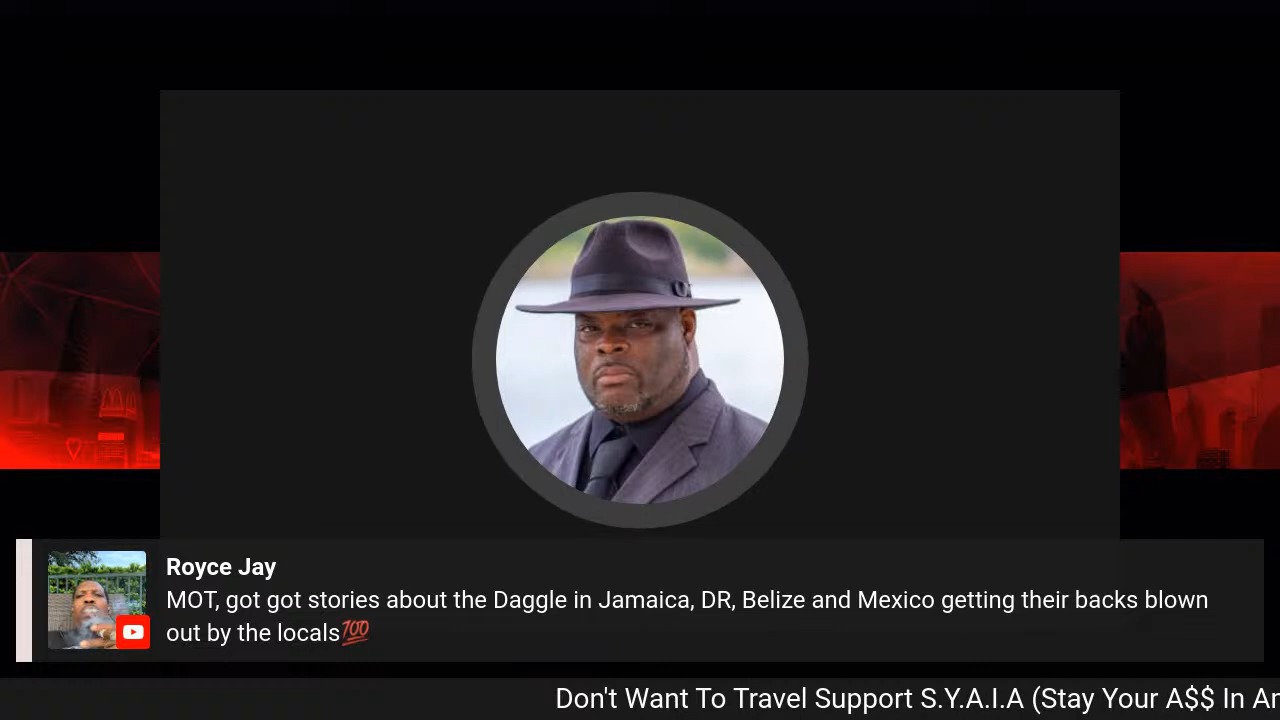 Royce Jay
MOT, got got stories about the Daggle in Jamaica, DR, Belize and Mexico getting their backs blown
out by the locals💯
Don't Want To Travel Support S.Y.A.I.A (Stay Your A$$ In